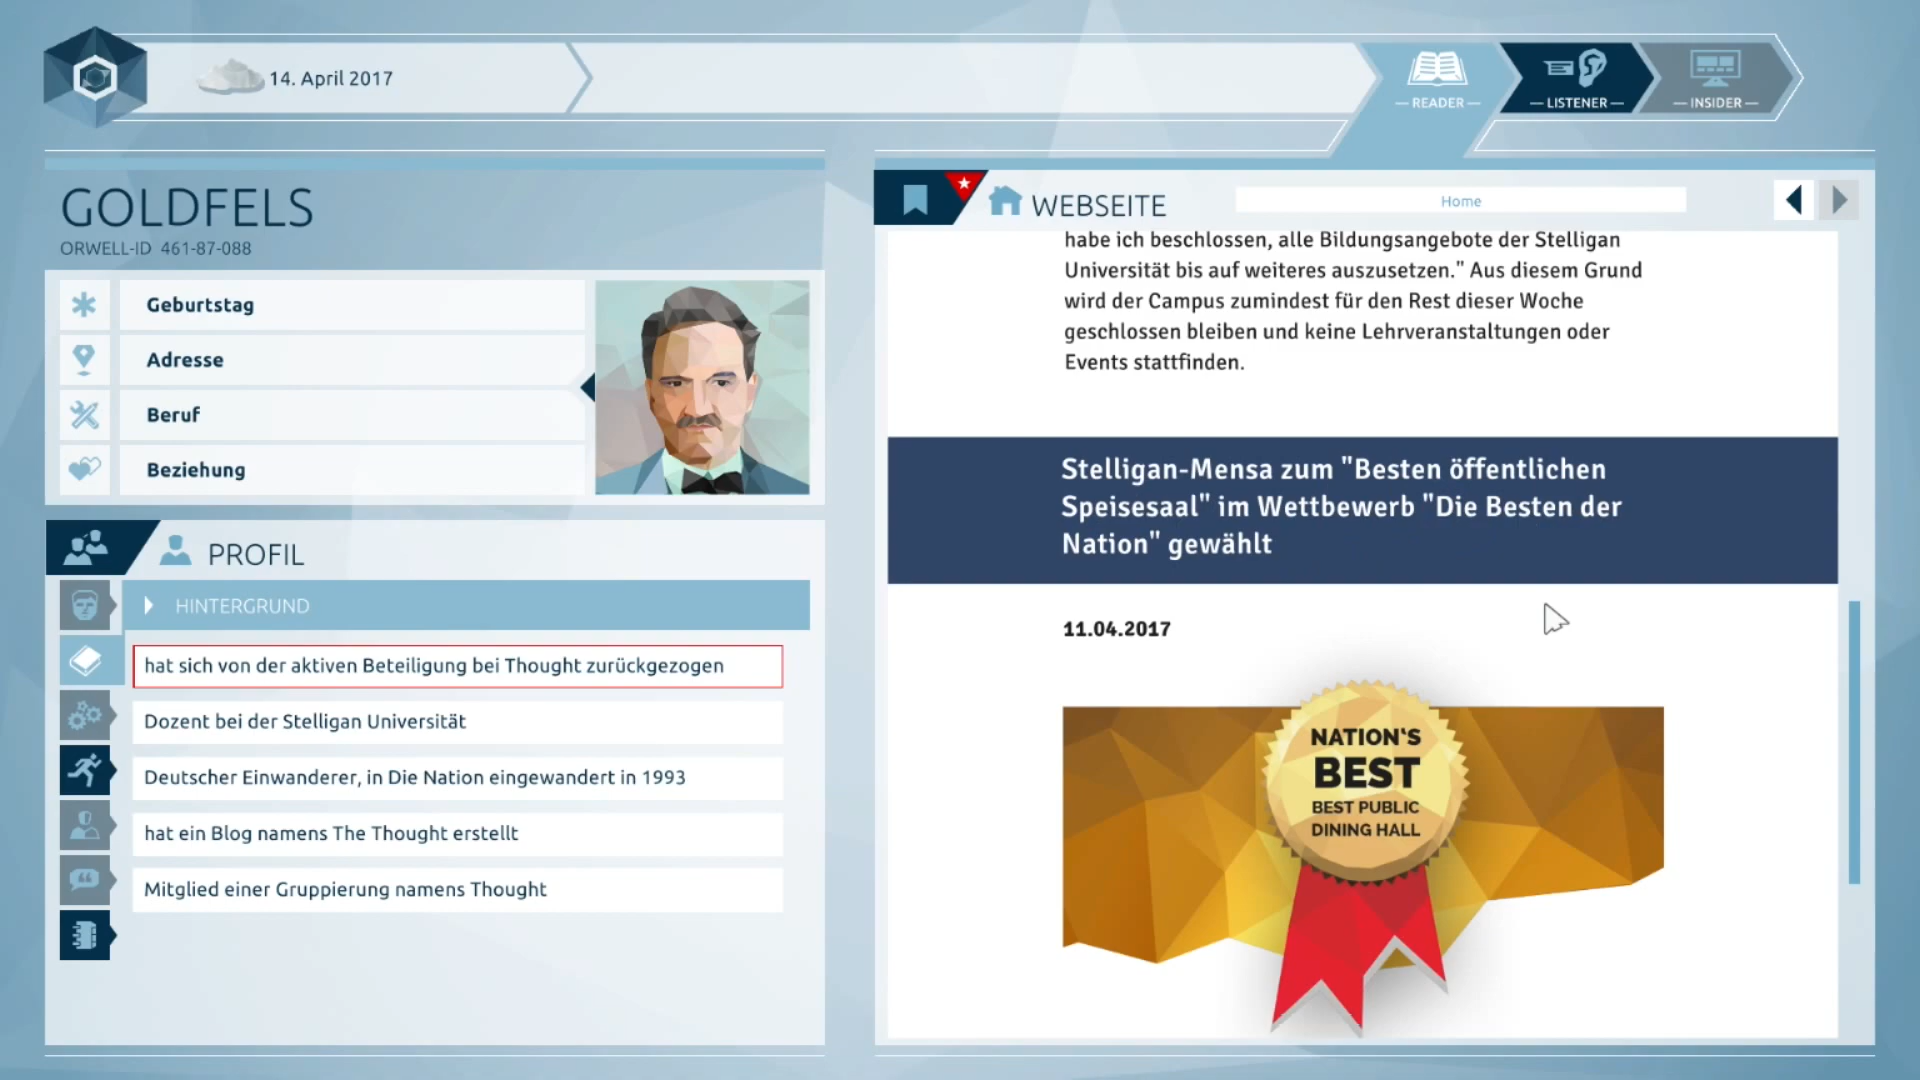 14. April 2017
— READER —
— LISTENER —
— INSIDER —
GOLDFELS
ORWELL-ID 461-87-088
Geburtstag
Adresse
Beruf
Beziehung
PROFIL
HINTERGRUND
hat sich von der aktiven Beteiligung bei Thought zurückgezogen
Dozent bei der Stelligan Universität
Deutscher Einwanderer, in Die Nation eingewandert in 1993
hat ein Blog namens The Thought erstellt
Mitglied einer Gruppierung namens Thought
WEBSEITE
Home
habe ich beschlossen, alle Bildungsangebote der Stelligan
Universität bis auf weiteres auszusetzen." Aus diesem Grund
wird der Campus zumindest für den Rest dieser Woche
geschlossen bleiben und keine Lehrveranstaltungen oder
Events stattfinden.
Stelligan-Mensa zum "Besten öffentlichen
Speisesaal" im Wettbewerb "Die Besten der
Nation" gewählt
11.04.2017
NATION'S
BEST
BEST PUBLIC
DINING HALL